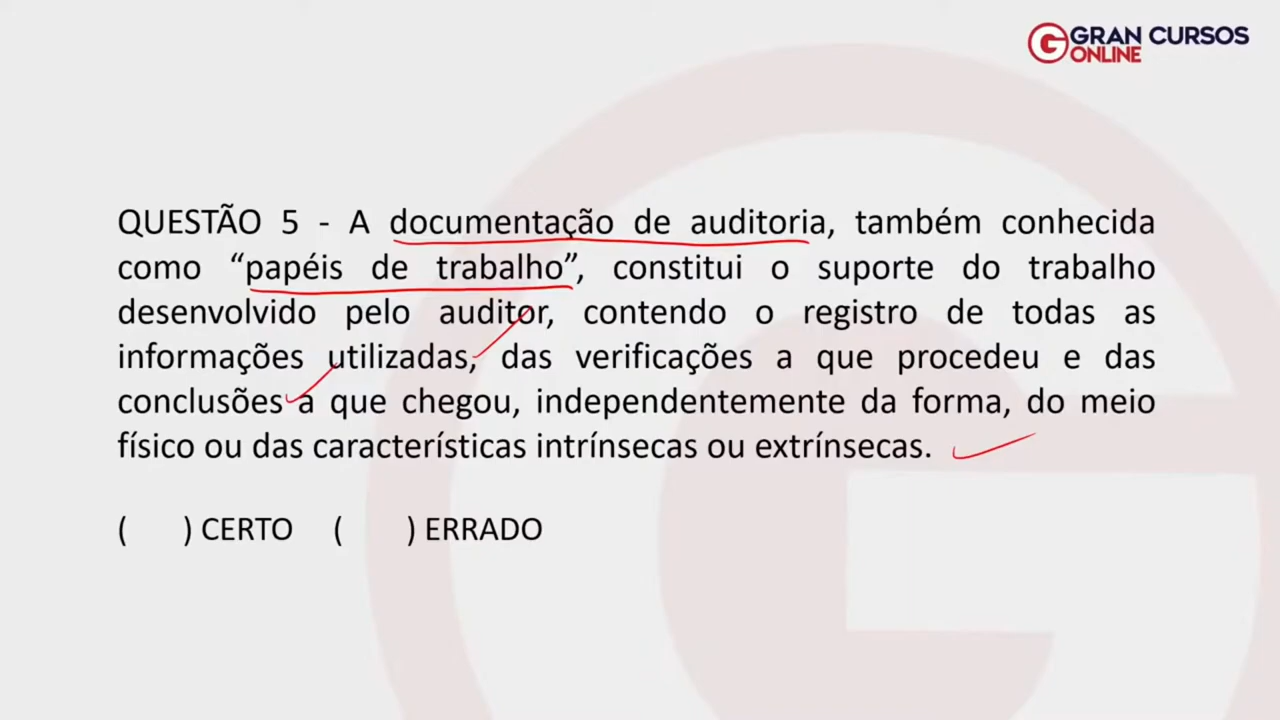 GRAN CURSOS
ONLINE
QUESTÃO 5 - A documentação de auditoria, também conhecida
como “papéis de trabalho”, constitui o suporte do trabalho
desenvolvido pelo auditor, contendo o registro de todas as
informações utilizadas, das verificações a que procedeu e das
conclusões a que chegou, independentemente da forma, do meio
físico ou das características intrínsecas ou extrínsecas.
( ) CERTO ( ) ERRADO